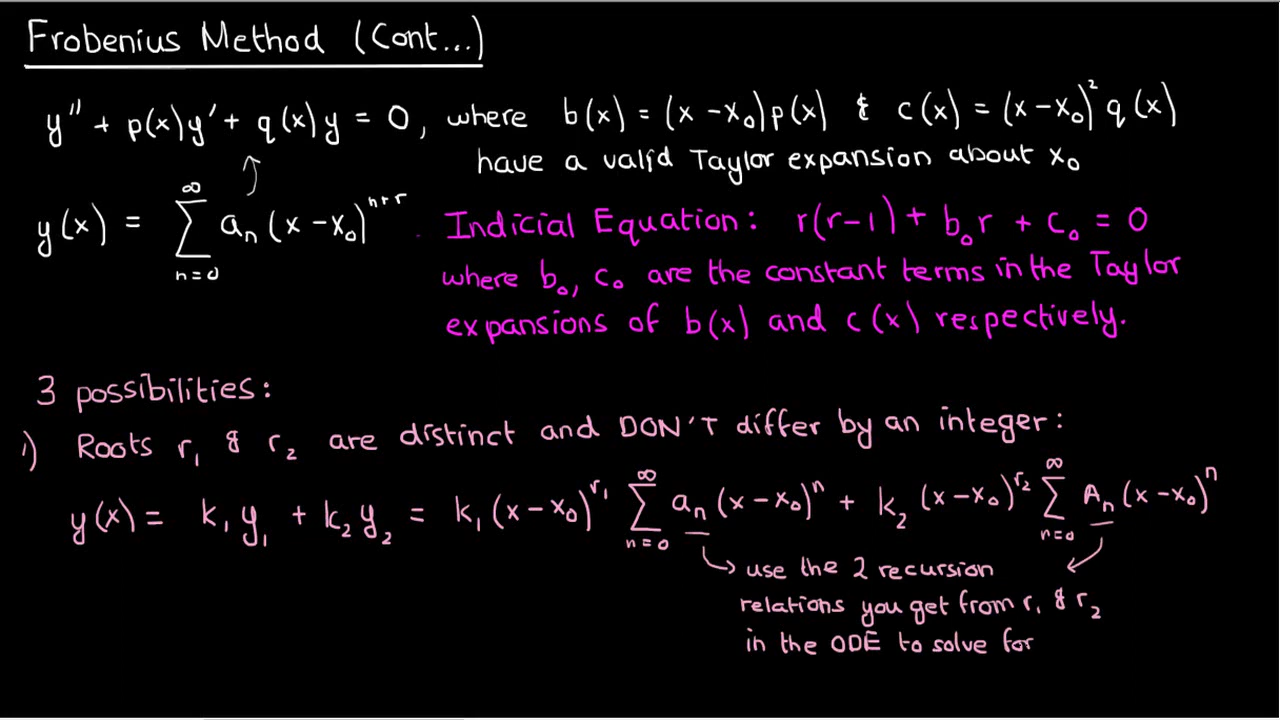 Frobenius Method (Cont...)
y'' + p(x)y' + q(x)y = 0, where b(x) = (x-x₀)p(x) & c(x) = (x-x₀)² q(x)
have a valid Taylor expansion about x₀
y(x) = ∑_{n=0}^{∞} aₙ (x-x₀)^{n+r}
Indicial Equation: r(r-1) + b₀r + c₀ = 0
where b₀, c₀ are the constant terms in the Taylor
expansions of b(x) and c(x) respectively.
3 possibilities:
1) Roots r₁ & r₂ are distinct and DON'T differ by an integer:
y(x) = k₁y₁ + k₂y₂ = k₁(x-x₀)^{r₁} ∑_{n=0}^{∞} aₙ(x-x₀)ⁿ + k₂(x-x₀)^{r₂} ∑_{n=0}^{∞} Aₙ(x-x₀)ⁿ
use the 2 recursion
relations you get from r₁ & r₂
in the ODE to solve for